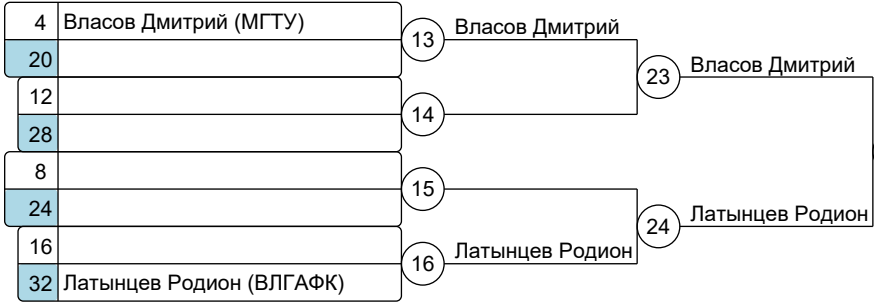 4 Власов Дмитрий (МГТУ)
20
13 Власов Дмитрий
12
28
14
23 Власов Дмитрий
8
24
15
16
32 Латынцев Родион (ВЛГАФК)
16 Латынцев Родион
24 Латынцев Родион